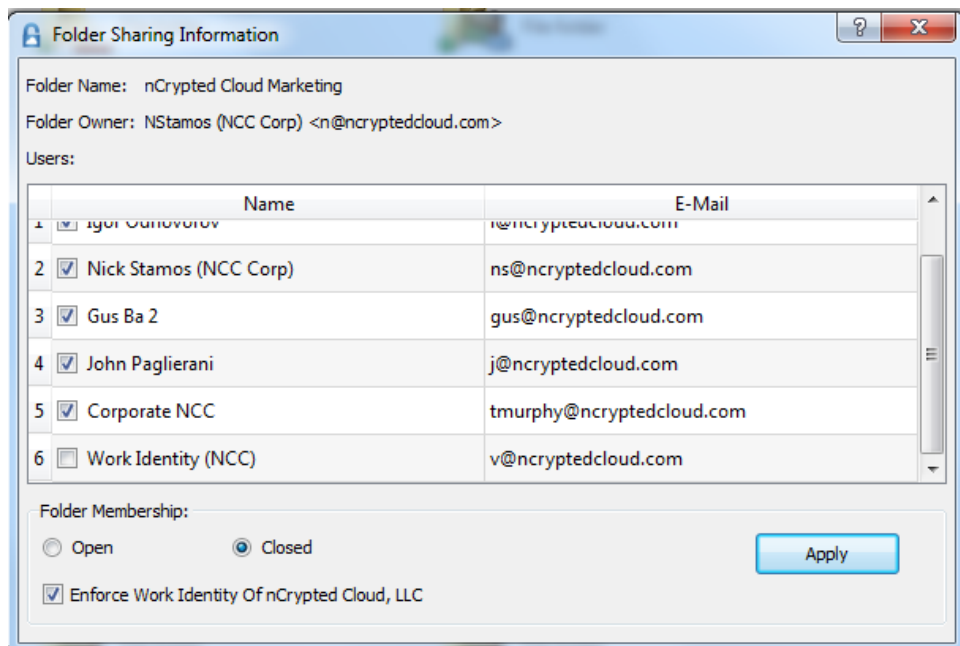 Folder Sharing Information
Folder Name: nCrypted Cloud Marketing
Folder Owner: NStamos (NCC Corp) <n@ncryptedcloud.com>
Users:
Name E-Mail
1 Igor
2 Nick Stamos (NCC Corp) ns@ncryptedcloud.com
3 Gus Ba 2 gus@ncryptedcloud.com
4 John Paglierani j@ncryptedcloud.com
5 Corporate NCC tmurphy@ncryptedcloud.com
6 Work Identity (NCC) v@ncryptedcloud.com
Folder Membership:
Open Closed
Apply
Enforce Work Identity Of nCrypted Cloud, LLC